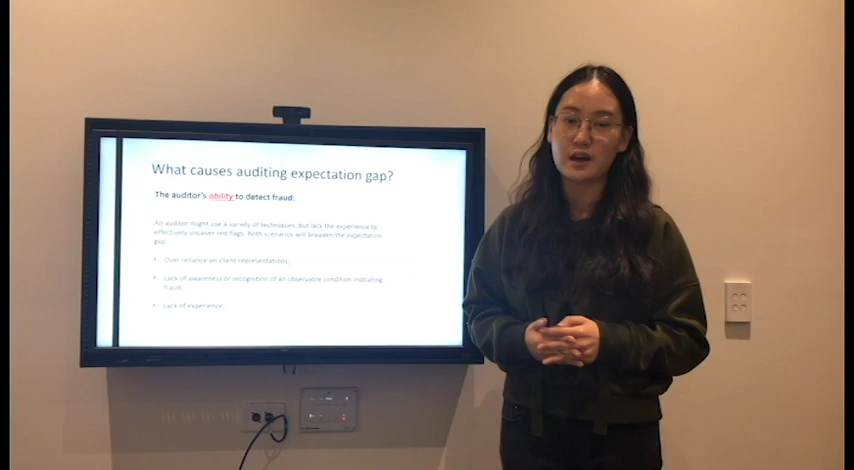 What causes auditing expectation gap?
The auditor's ability to detect fraud:
An auditor might use a variety of techniques, but lack the experience to
effectively uncover red flags. Both scenarios will broaden the expectation
gap.
• Over reliance on client representations;
• Lack of awareness or recognition of an observable condition indicating
fraud;
• Lack of experience;